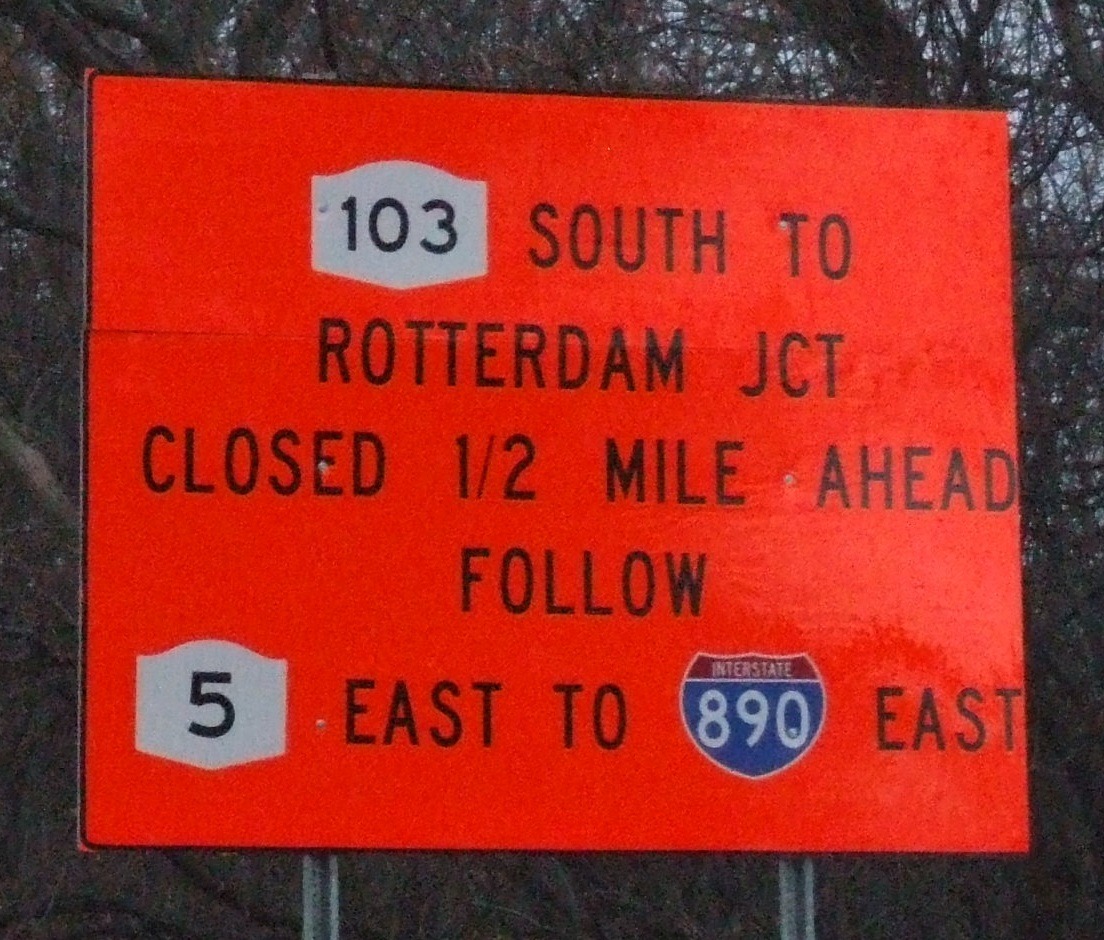 103 SOUTH TO
ROTTERDAM JCT
CLOSED 1/2 MILE AHEAD
FOLLOW
5 EAST TO INTERSTATE 890 EAST